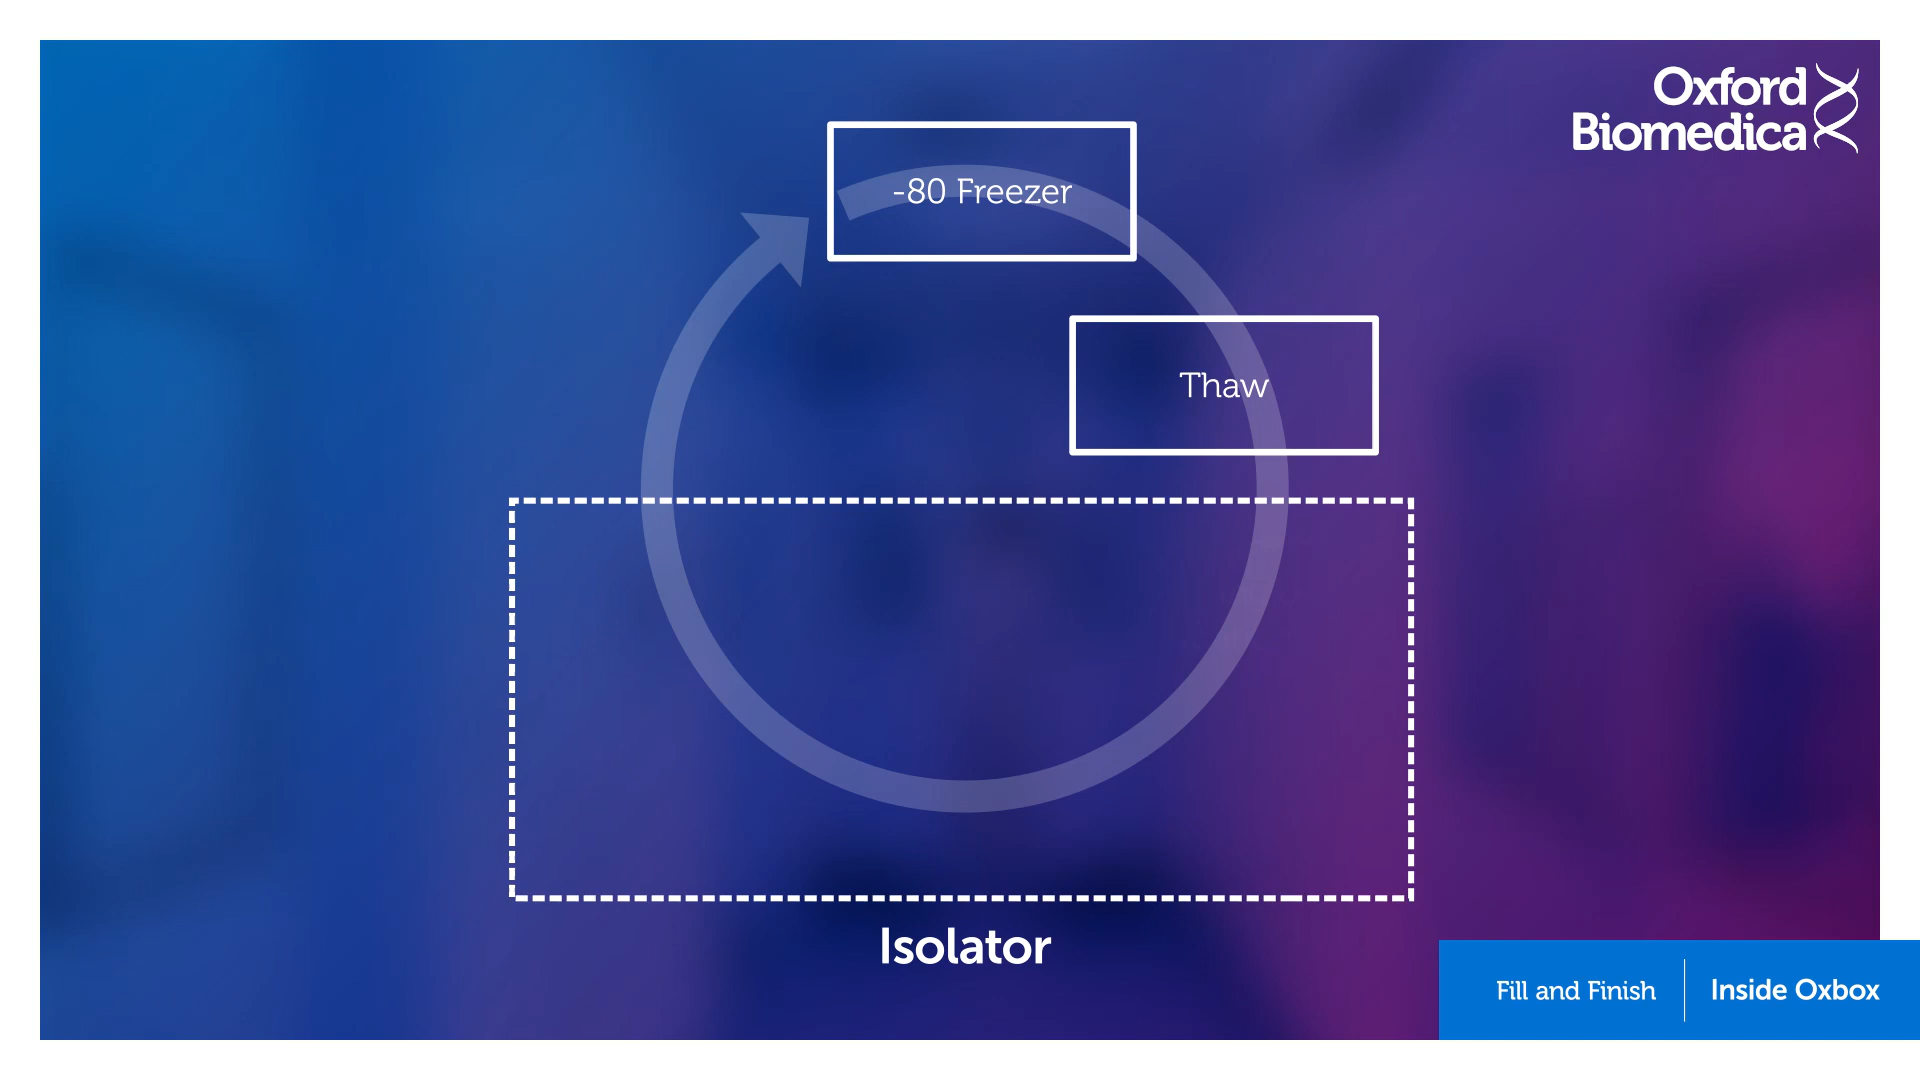 Oxford
Biomedica
-80 Freezer
Thaw
Isolator
Fill and Finish
Inside Oxbox